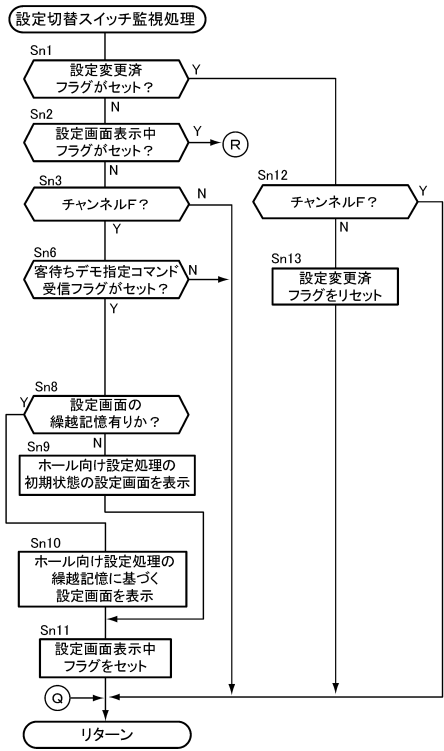 設定切替スイッチ監視処理
Sn1
設定変更済
フラグがセット？
Y
N
Sn2
設定画面表示中
フラグがセット？
Y
R
N
Sn3
チャンネルF？
N
Y
Sn12
チャンネルF？
Y
N
Sn6
客待ちデモ指定コマンド
受信フラグがセット？
N
Y
Sn13
設定変更済
フラグをリセット
Sn8
設定画面の
繰越記憶有りか？
Y
N
Sn9
ホール向け設定処理の
初期状態の設定画面を表示
Sn10
ホール向け設定処理の
繰越記憶に基づく
設定画面を表示
Sn11
設定画面表示中
フラグをセット
Q
リターン